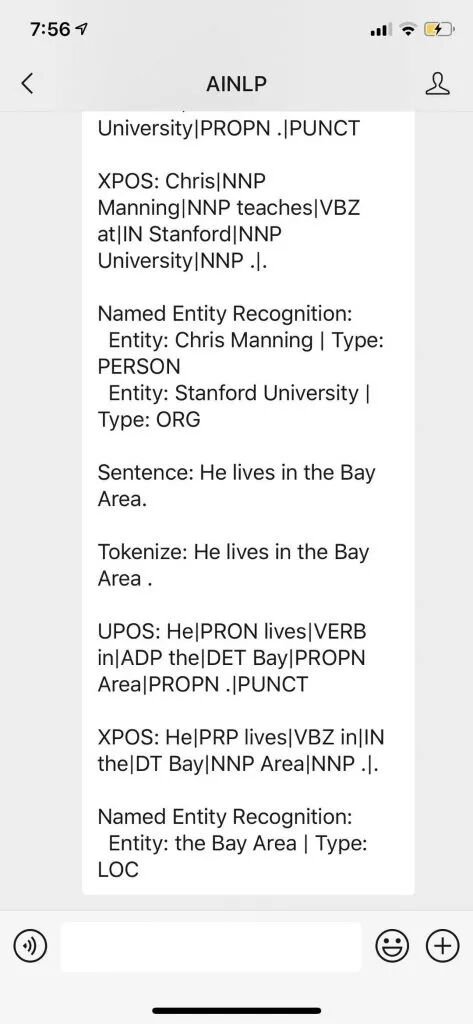 7:56
AINLP
University|PROPN .|PUNCT
XPOS: Chris|NNP
Manning|NNP teaches|VBZ
at|IN Stanford|NNP
University|NNP .|.
Named Entity Recognition:
Entity: Chris Manning | Type:
PERSON
Entity: Stanford University |
Type: ORG
Sentence: He lives in the Bay
Area.
Tokenize: He lives in the Bay
Area .
UPOS: He|PRON lives|VERB
in|ADP the|DET Bay|PROPN
Area|PROPN .|PUNCT
XPOS: He|PRP lives|VBZ in|IN
the|DT Bay|NNP Area|NNP .|.
Named Entity Recognition:
Entity: the Bay Area | Type:
LOC